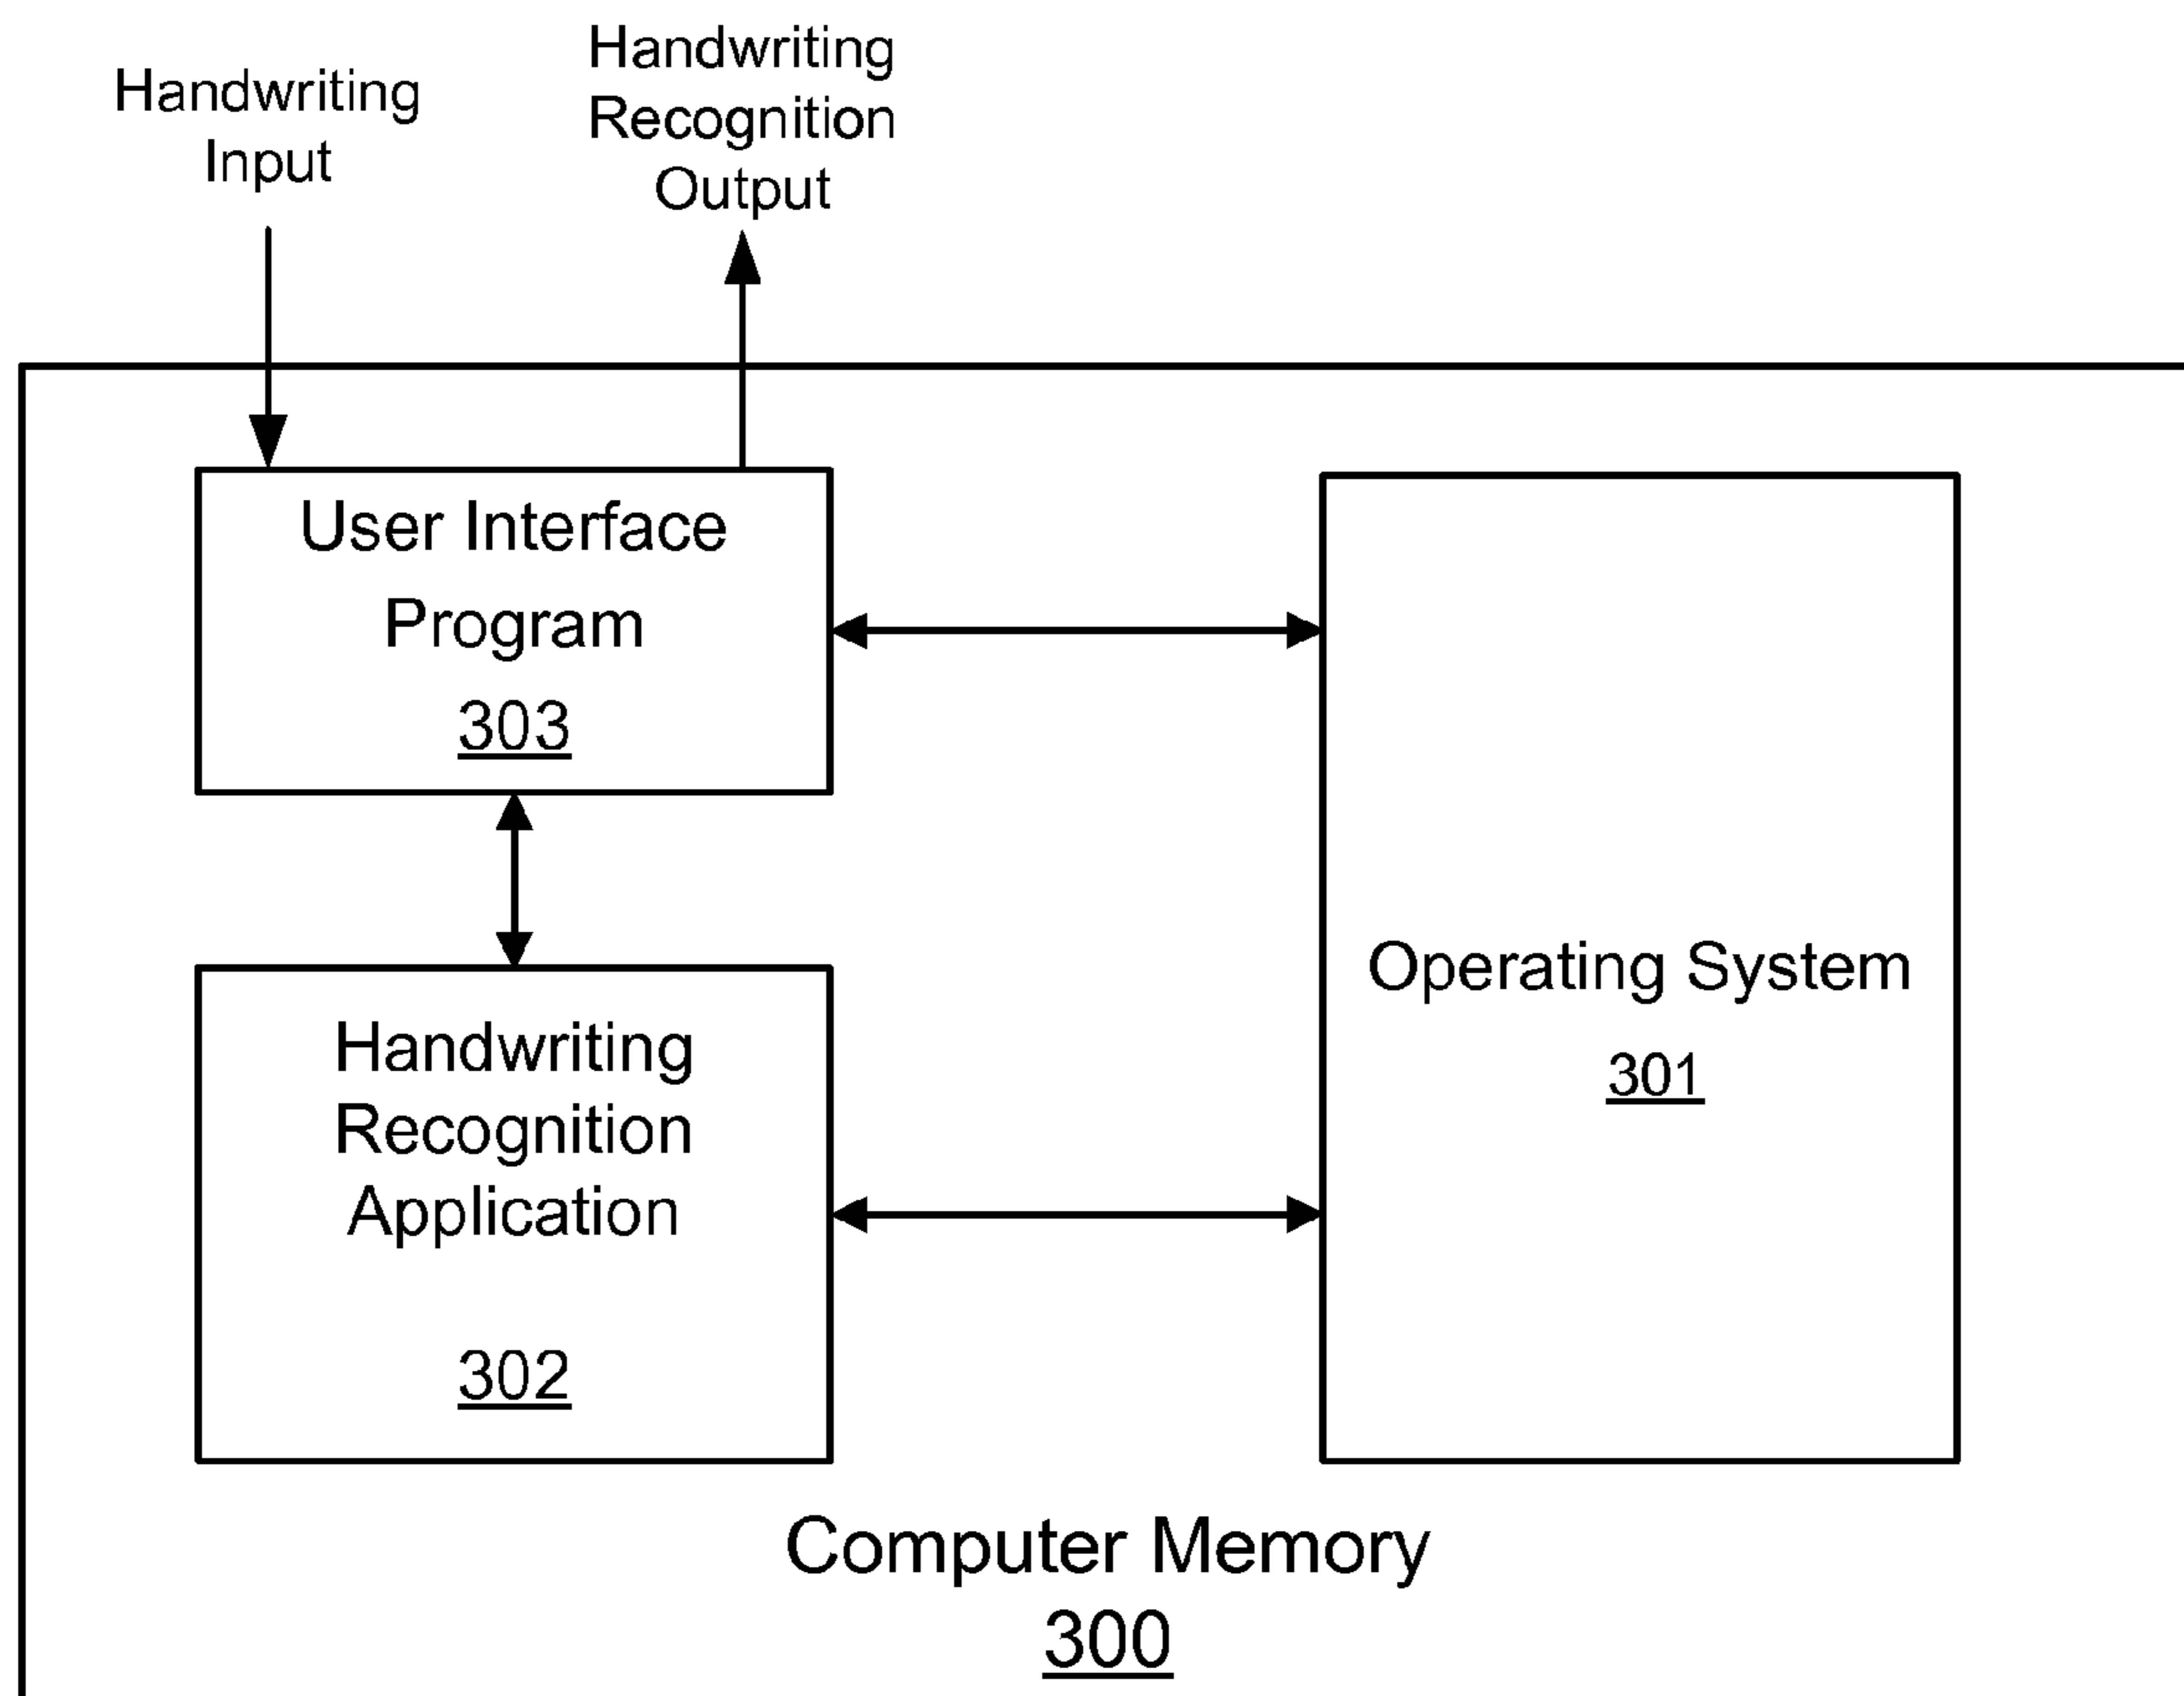 Handwriting
Input
Handwriting
Recognition
Output
User Interface
Program
303
Handwriting
Recognition
Application
302
Operating System
301
Computer Memory
300